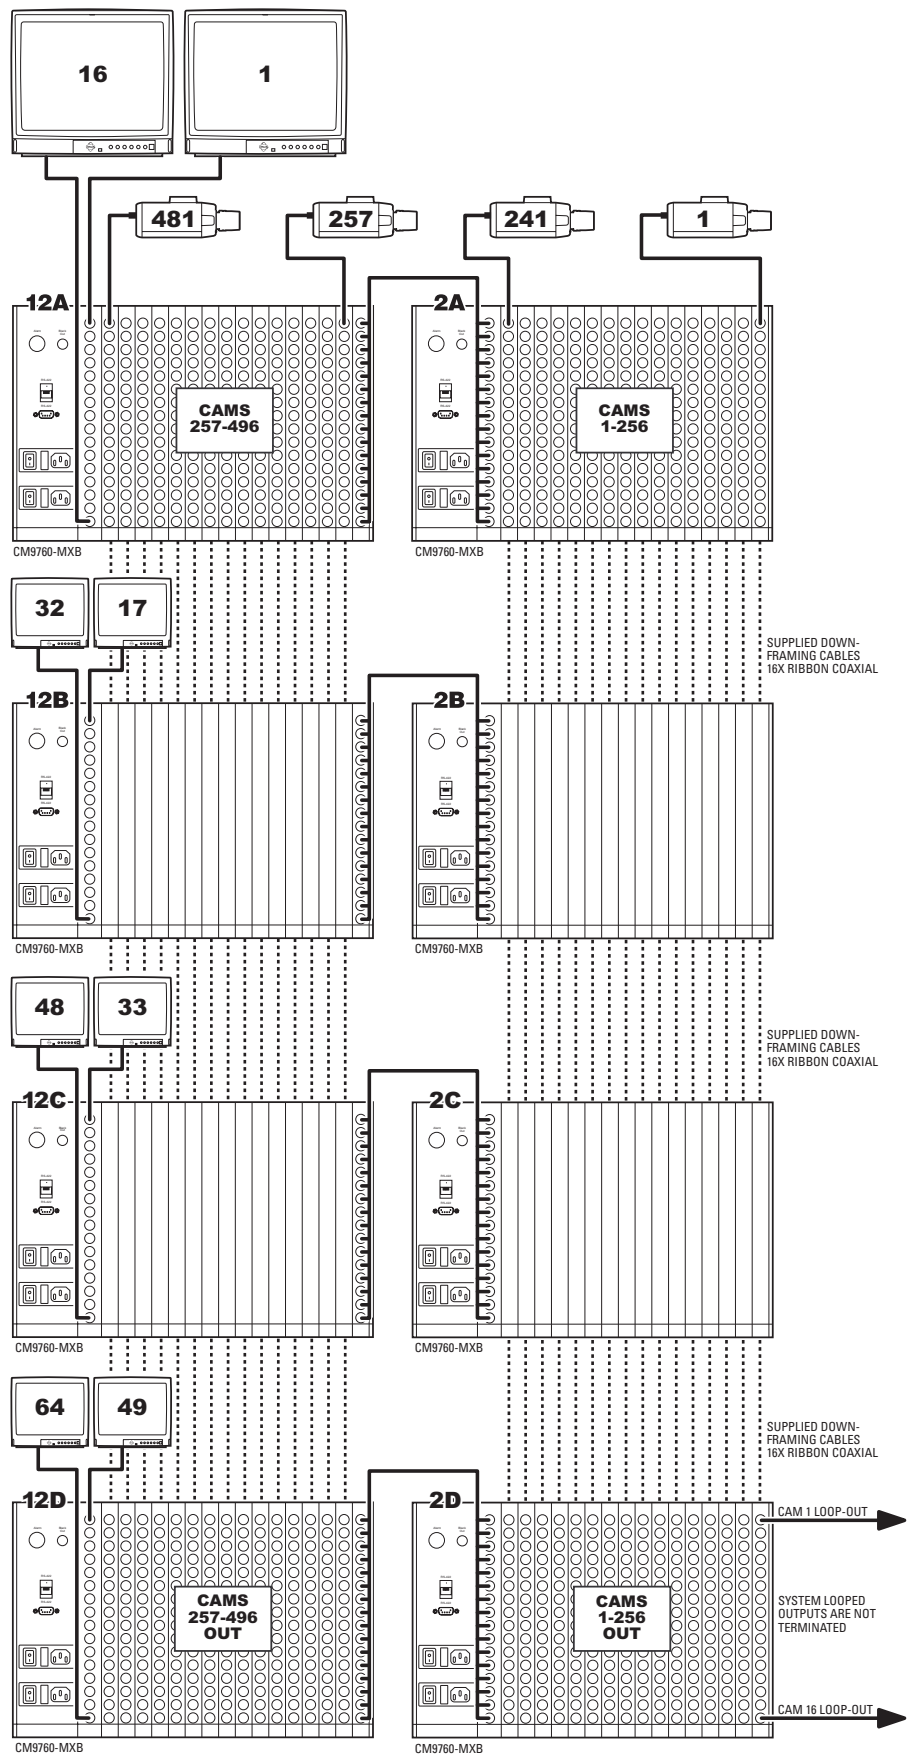 16
1
481
257
241
1
12A
2A
CAMS
257-496
CAMS
1-256
CM9760-MXB
CM9760-MXB
32
17
SUPPLIED DOWN-
FRAMING CABLES
16X RIBBON COAXIAL
12B
2B
CM9760-MXB
CM9760-MXB
48
33
SUPPLIED DOWN-
FRAMING CABLES
16X RIBBON COAXIAL
12C
2C
CM9760-MXB
CM9760-MXB
64
49
SUPPLIED DOWN-
FRAMING CABLES
16X RIBBON COAXIAL
12D
2D
CAM 1 LOOP-OUT
CAMS
257-496
OUT
CAMS
1-256
OUT
SYSTEM LOOPED
OUTPUTS ARE NOT
TERMINATED
CAM 16 LOOP-OUT
CM9760-MXB
CM9760-MXB